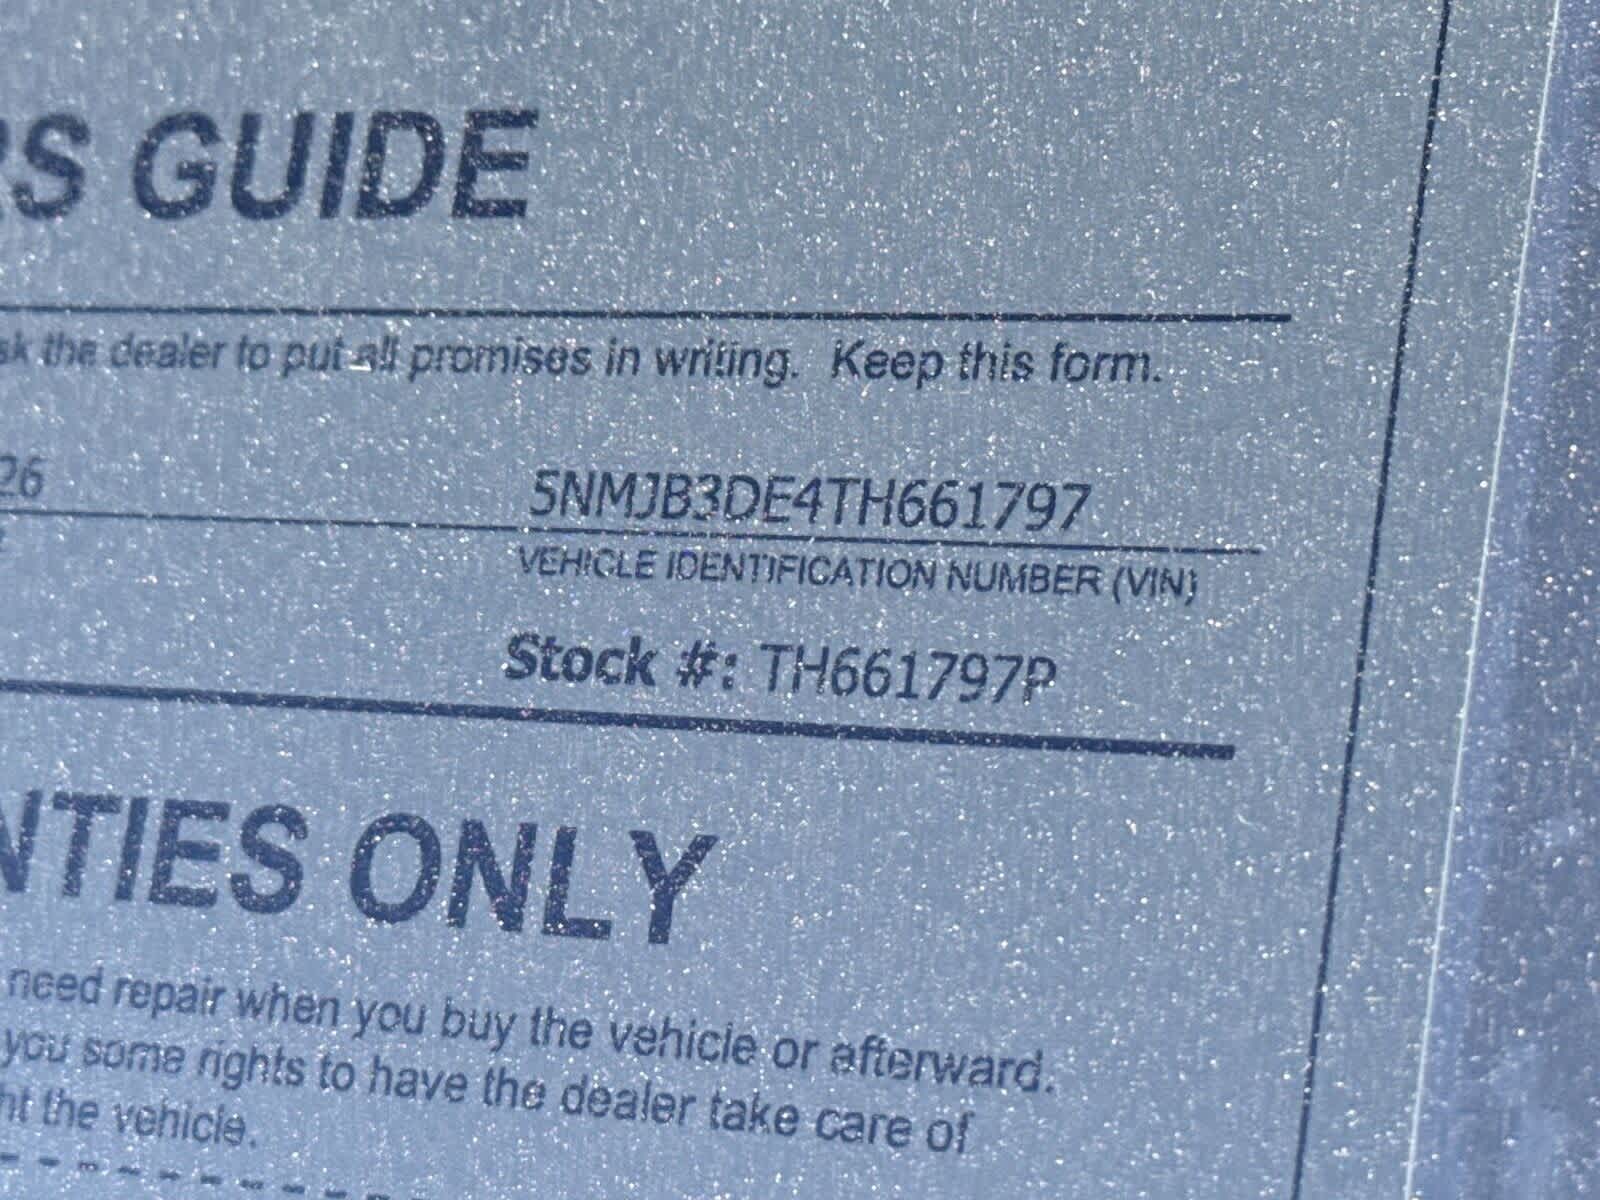 RS GUIDE
sk the dealer to put all promises in writing. Keep this form.
26
5NMJB3DE4TH661797
VEHICLE IDENTIFICATION NUMBER (VIN)
Stock #: TH661797P
NTIES ONLY
need repair when you buy the vehicle or afterward.
you some rights to have the dealer take care of
ht the vehicle.